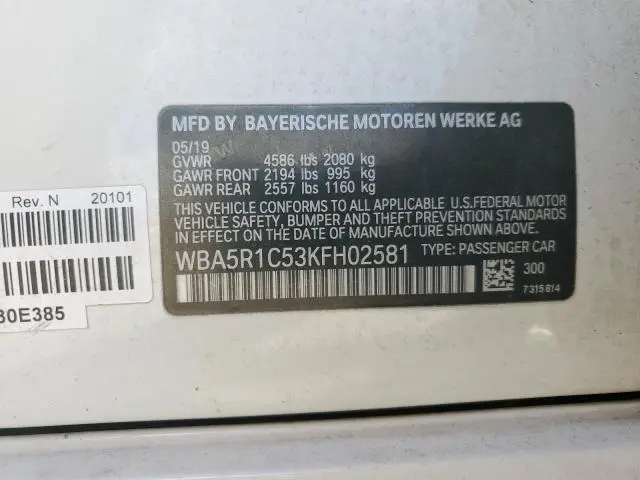 MFD BY BAYERISCHE MOTOREN WERKE AG
05/19
GVWR 4586 lbs 2080 kg
GAWR FRONT 2194 lbs 995 kg
GAWR REAR 2557 lbs 1160 kg
THIS VEHICLE CONFORMS TO ALL APPLICABLE U.S.FEDERAL MOTOR
VEHICLE SAFETY, BUMPER AND THEFT PREVENTION STANDARDS
IN EFFECT ON THE DATE OF MANUFACTURE SHOWN ABOVE.
WBA5R1C53KFH02581 TYPE: PASSENGER CAR
300
7315814
Rev. N 20101
30E385